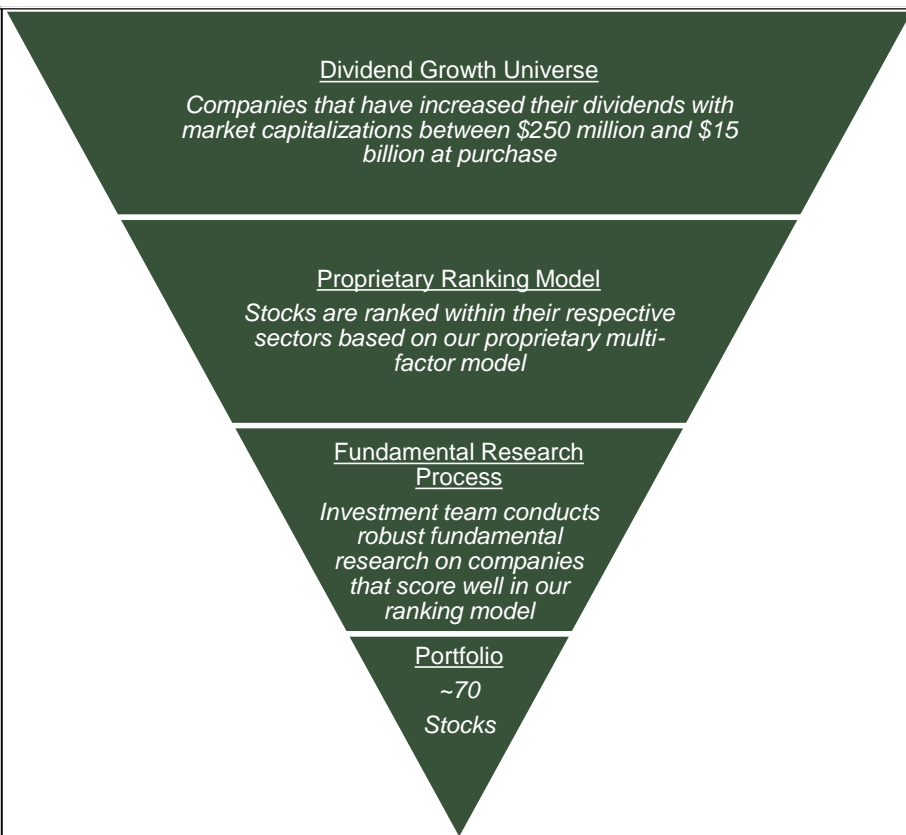 Dividend Growth Universe
Companies that have increased their dividends with
market capitalizations between $250 million and $15
billion at purchase
Proprietary Ranking Model
Stocks are ranked within their respective
sectors based on our proprietary multi-
factor model
Fundamental Research
Process
Investment team conducts
robust fundamental
research on companies
that score well in our
ranking model
Portfolio
~70
Stocks